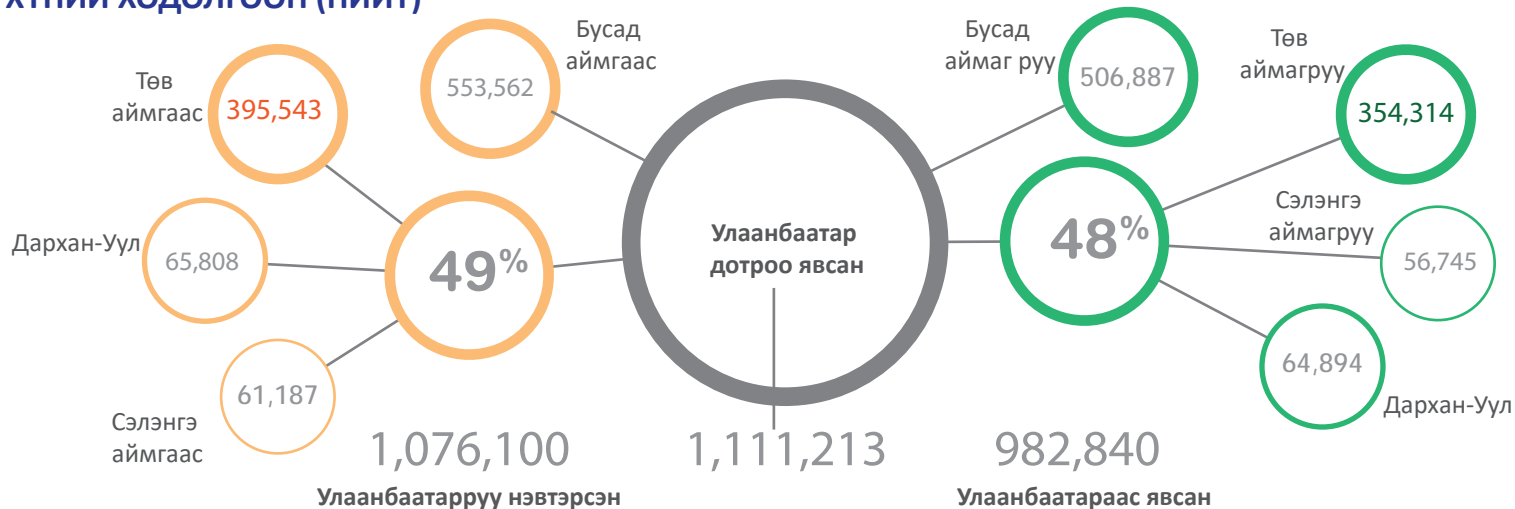 ХӨДӨЛГӨӨН (НИЙТ)
Төв
аймгаас
395,543
Бусад
аймгаас
553,562
Дархан-Уул
65,808
49%
Сэлэнгэ
аймгаас
61,187
1,076,100
Улаанбаатарруу нэвтэрсэн
Улаанбаатар
дотроо явсан
1,111,213
Бусад
аймаг руу
506,887
Төв
аймагруу
354,314
48%
Сэлэнгэ
аймагруу
56,745
64,894
Дархан-Уул
982,840
Улаанбаатараас явсан